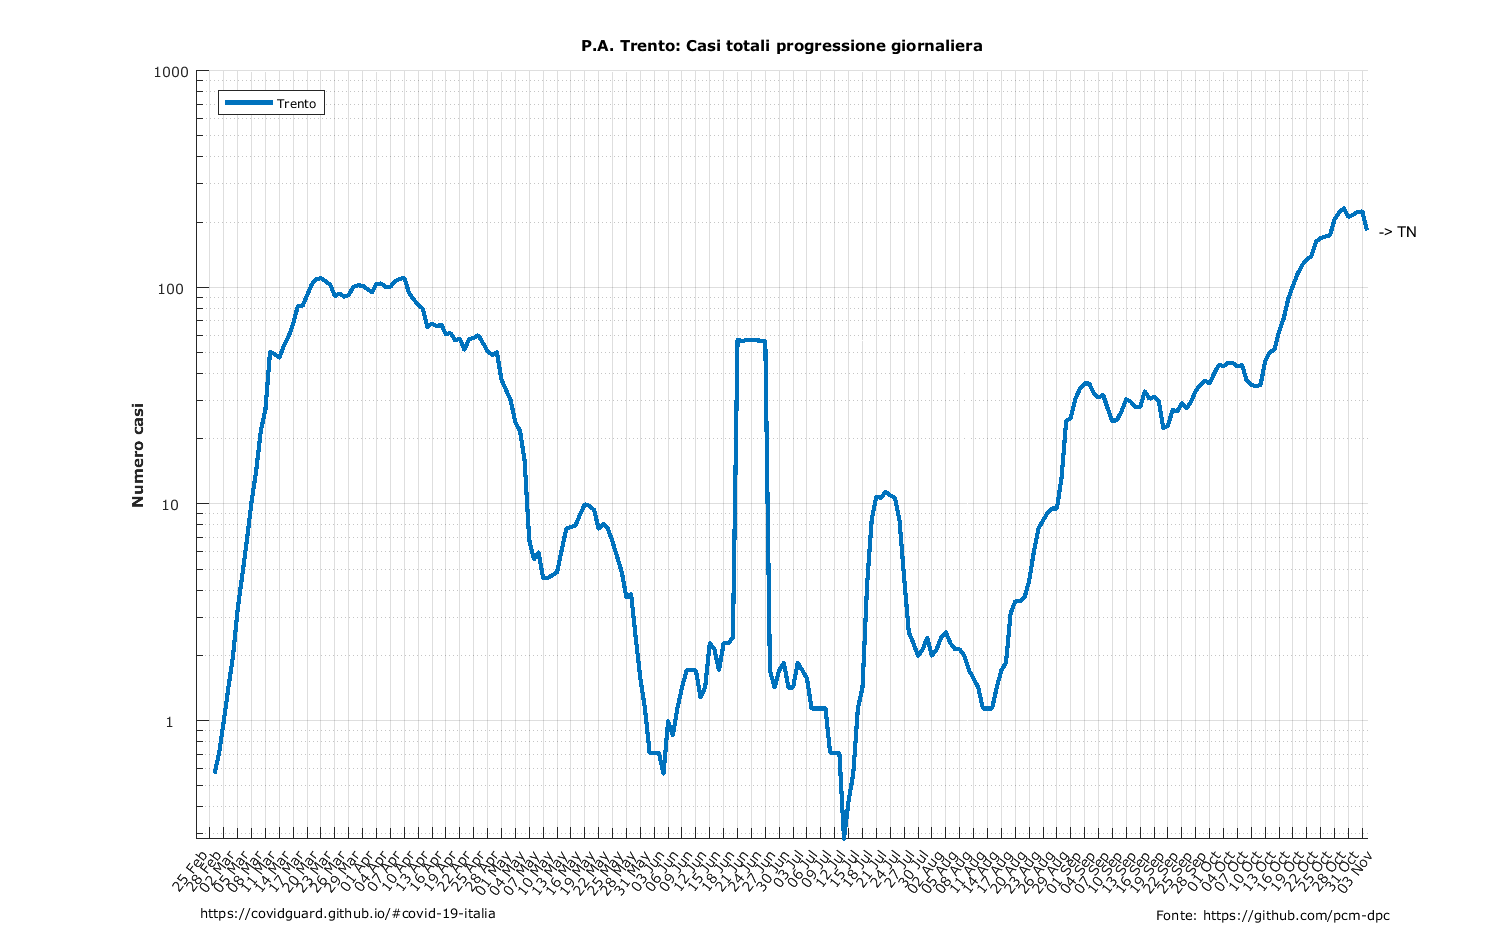 P.A. Trento: Casi totali progressione giornaliera
1000
Trento
-> TN
100
Numero casi
10
1
25 Feb
28 Feb
02 Mar
05 Mar
08 Mar
11 Mar
14 Mar
17 Mar
20 Mar
23 Mar
26 Mar
29 Mar
01 Apr
04 Apr
07 Apr
10 Apr
13 Apr
16 Apr
19 Apr
22 Apr
25 Apr
28 Apr
01 May
04 May
07 May
10 May
13 May
16 May
19 May
22 May
25 May
28 May
31 May
03 Jun
06 Jun
09 Jun
12 Jun
15 Jun
18 Jun
21 Jun
24 Jun
27 Jun
30 Jun
03 Jul
06 Jul
09 Jul
12 Jul
15 Jul
18 Jul
21 Jul
24 Jul
27 Jul
30 Jul
02 Aug
05 Aug
08 Aug
11 Aug
14 Aug
17 Aug
20 Aug
23 Aug
26 Aug
29 Aug
01 Sep
04 Sep
07 Sep
10 Sep
13 Sep
16 Sep
19 Sep
22 Sep
25 Sep
28 Sep
01 Oct
04 Oct
07 Oct
10 Oct
13 Oct
16 Oct
19 Oct
22 Oct
25 Oct
28 Oct
31 Oct
03 Nov
https://covidguard.github.io/#covid-19-italia
Fonte: https://github.com/pcm-dpc